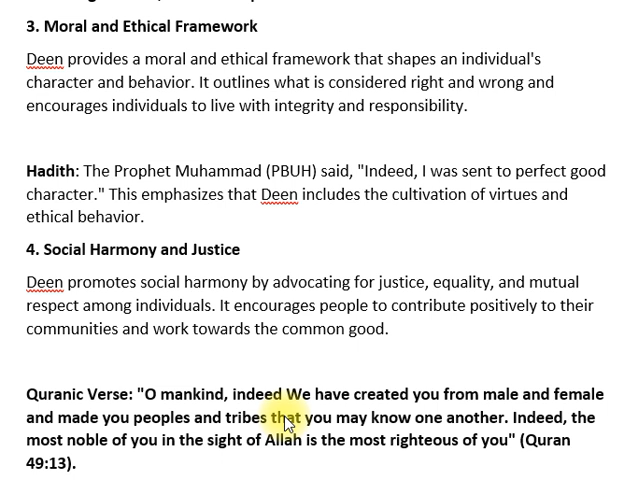 3. Moral and Ethical Framework
Deen provides a moral and ethical framework that shapes an individual's
character and behavior. It outlines what is considered right and wrong and
encourages individuals to live with integrity and responsibility.
Hadith: The Prophet Muhammad (PBUH) said, "Indeed, I was sent to perfect good
character." This emphasizes that Deen includes the cultivation of virtues and
ethical behavior.
4. Social Harmony and Justice
Deen promotes social harmony by advocating for justice, equality, and mutual
respect among individuals. It encourages people to contribute positively to their
communities and work towards the common good.
Quranic Verse: "O mankind, indeed We have created you from male and female
and made you peoples and tribes that you may know one another. Indeed, the
most noble of you in the sight of Allah is the most righteous of you" (Quran
49:13).